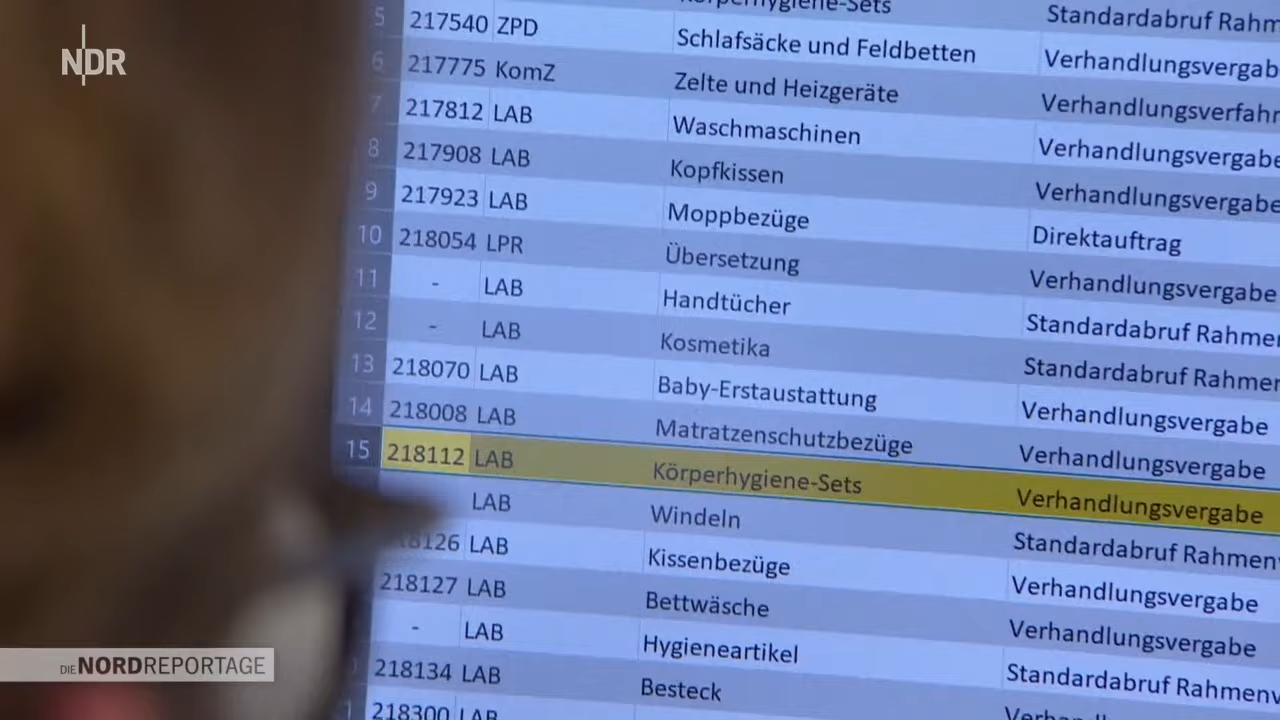 NDR
Standardabruf Rahm
5 217540 ZPD Schlafsäcke und Feldbetten Verhandlungsvergab
6 217775 KomZ Zelte und Heizgeräte Verhandlungsverfahr
7 217812 LAB Waschmaschinen Verhandlungsvergabe
8 217908 LAB Kopfkissen Verhandlungsvergabe
9 217923 LAB Moppbezüge Direktauftrag
10 218054 LPR Übersetzung Verhandlungsvergabe
11 - LAB Handtücher Standardabruf Rahmen
12 - LAB Kosmetika Standardabruf Rahmen
13 218070 LAB Baby-Erstaustattung Verhandlungsvergabe
14 218008 LAB Matratzenschutzbezüge Verhandlungsvergabe
15 218112 LAB Körperhygiene-Sets Verhandlungsvergabe
LAB Windeln Standardabruf Rahmenv
8126 LAB Kissenbezüge Verhandlungsvergabe
218127 LAB Bettwäsche Verhandlungsvergabe
- LAB Hygieneartikel Standardabruf Rahmenv
218134 LAB Besteck
218300 LAB
DIE NORDREPORTAGE